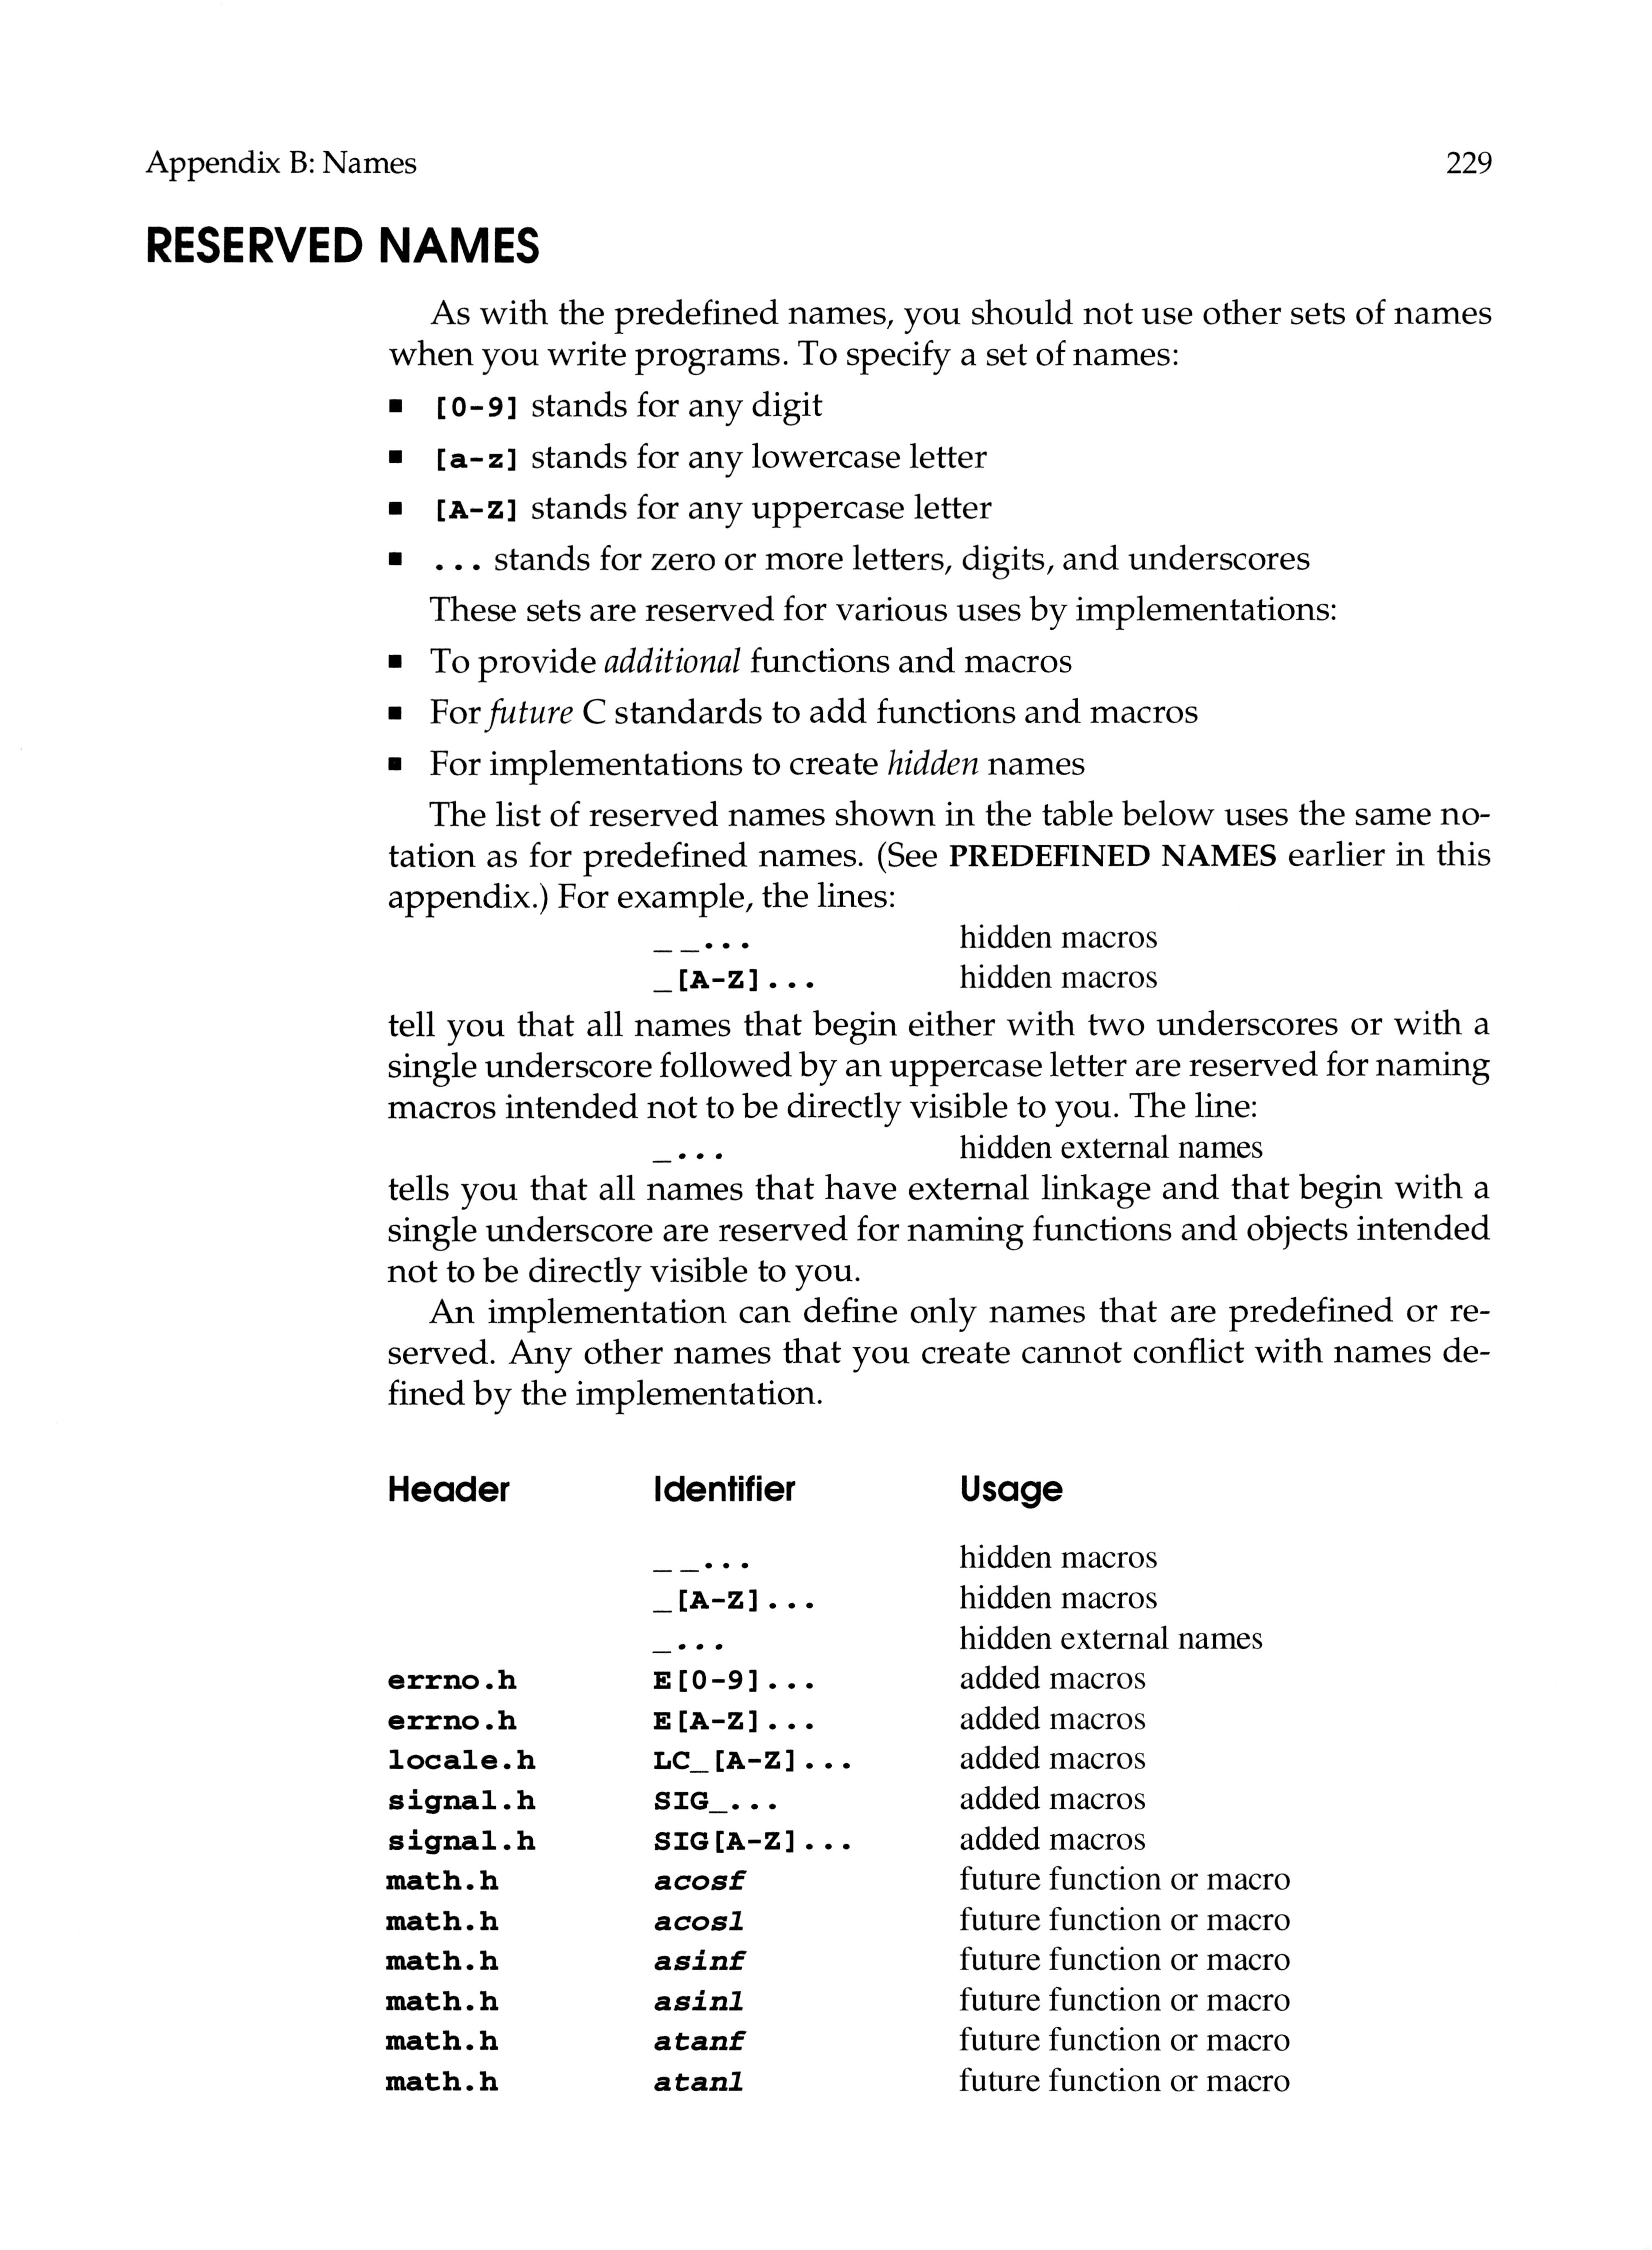 Appendix B: Names 229
RESERVED NAMES
As with the predefined names, you should not use other sets of names
when you write programs. To specify a set of names:
■ [0-9] stands for any digit
■ [a-z] stands for any lowercase letter
■ [A-Z] stands for any uppercase letter
■ ... stands for zero or more letters, digits, and underscores
These sets are reserved for various uses by implementations:
■ To provide additional functions and macros
■ For future C standards to add functions and macros
■ For implementations to create hidden names
The list of reserved names shown in the table below uses the same no-
tation as for predefined names. (See PREDEFINED NAMES earlier in this
appendix.) For example, the lines:
__... hidden macros
_[A-Z]... hidden macros
tell you that all names that begin either with two underscores or with a
single underscore followed by an uppercase letter are reserved for naming
macros intended not to be directly visible to you. The line:
_... hidden external names
tells you that all names that have external linkage and that begin with a
single underscore are reserved for naming functions and objects intended
not to be directly visible to you.
An implementation can define only names that are predefined or re-
served. Any other names that you create cannot conflict with names de-
fined by the implementation.
Header Identifier Usage
__... hidden macros
_[A-Z]... hidden macros
_... hidden external names
errno.h E[0-9]... added macros
errno.h E[A-Z]... added macros
locale.h LC_[A-Z]... added macros
signal.h SIG_... added macros
signal.h SIG[A-Z]... added macros
math.h acosf future function or macro
math.h acosl future function or macro
math.h asinf future function or macro
math.h asinl future function or macro
math.h atanf future function or macro
math.h atanl future function or macro